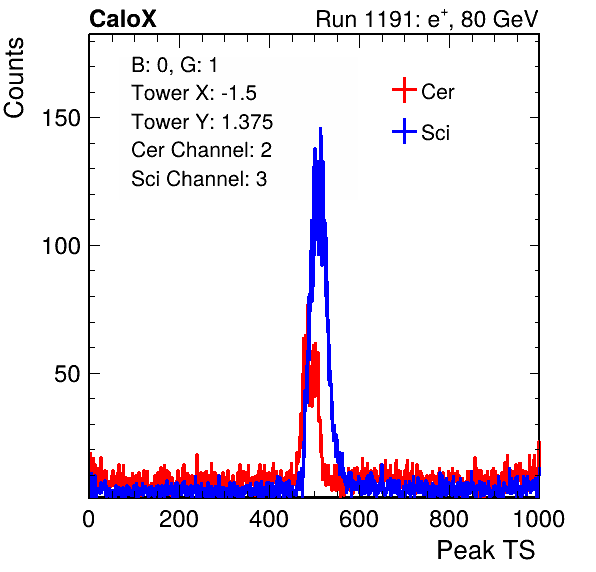 CaloX Run 1191: e⁺, 80 GeV
Counts
B: 0, G: 1
Tower X: -1.5
Tower Y: 1.375
Cer Channel: 2
Sci Channel: 3
Cer
Sci
150
100
50
0 200 400 600 800 1000
Peak TS